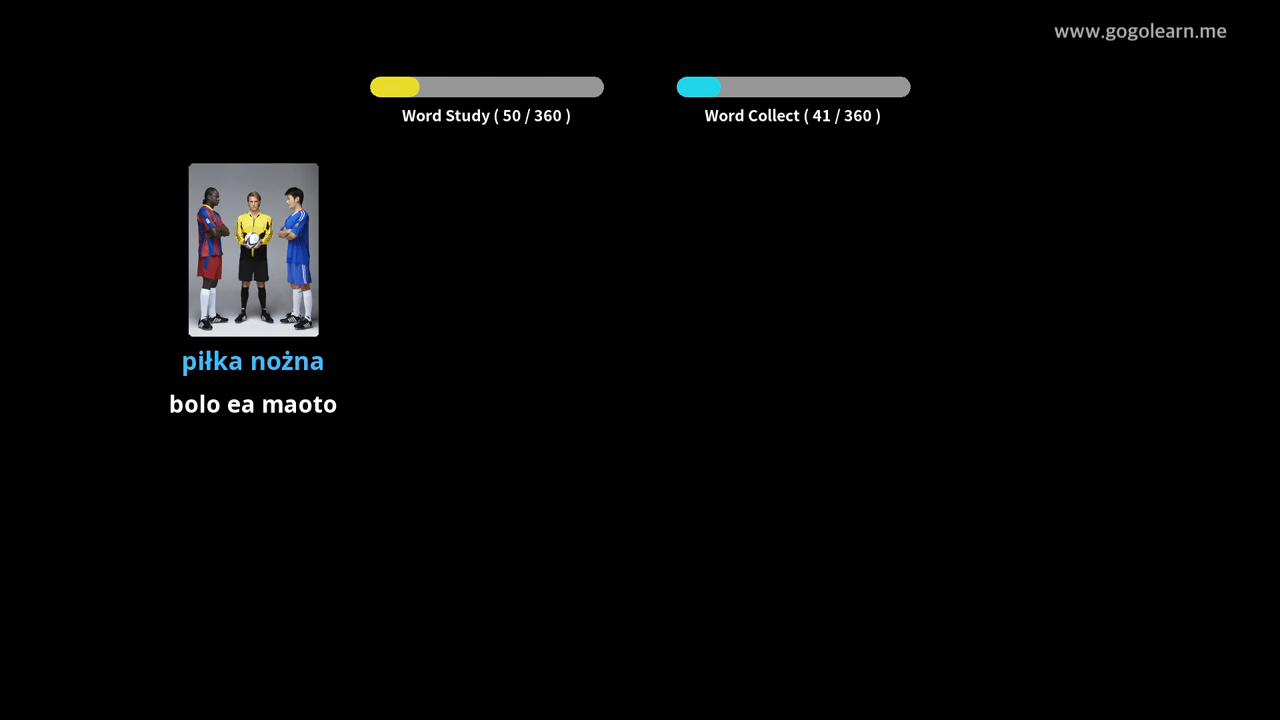 www.gogolearn.me
Word Study ( 50 / 360 )
Word Collect ( 41 / 360 )
piłka nożna
bolo ea maoto